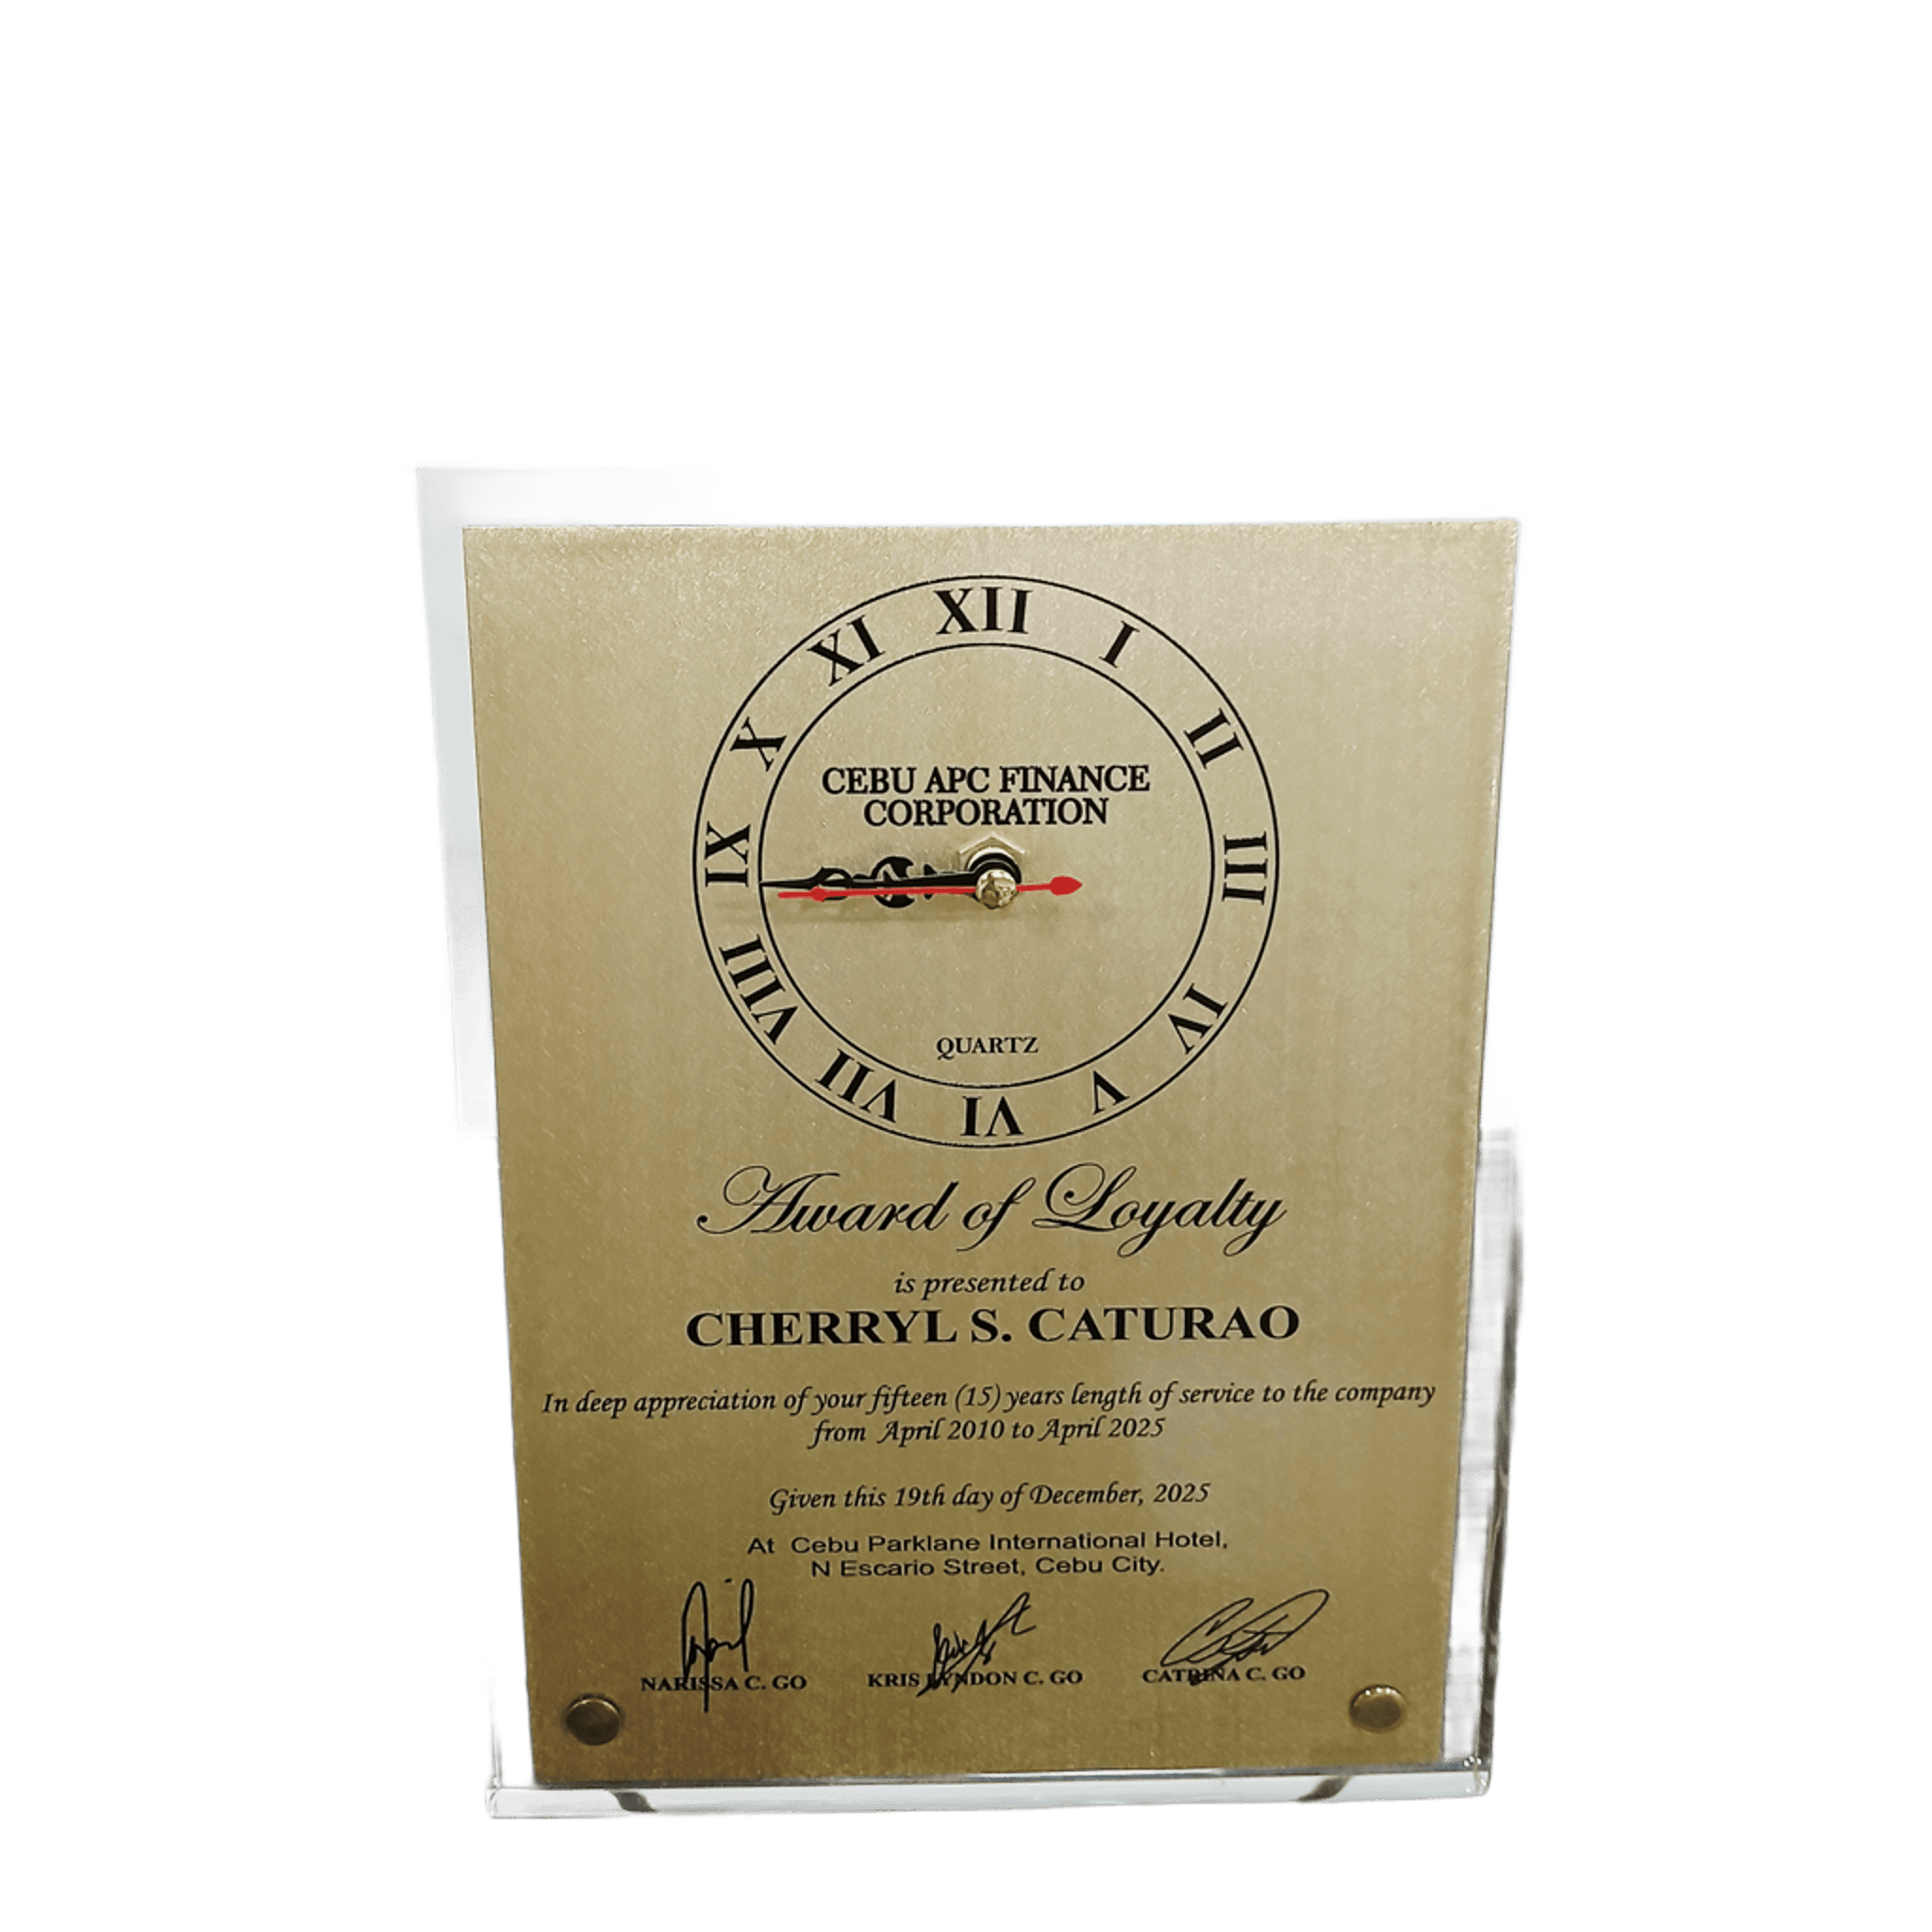 XII
I
II
III
IV
V
VI
VII
VIII
IX
X
XI
CEBU APC FINANCE
CORPORATION
QUARTZ
Award of Loyalty
is presented to
CHERRYL S. CATURAO
In deep appreciation of your fifteen (15) years length of service to the company
from April 2010 to April 2025
Given this 19th day of December, 2025
At Cebu Parklane International Hotel,
N Escario Street, Cebu City.
NARISSA C. GO
KRIS LYNDON C. GO
CATRINA C. GO